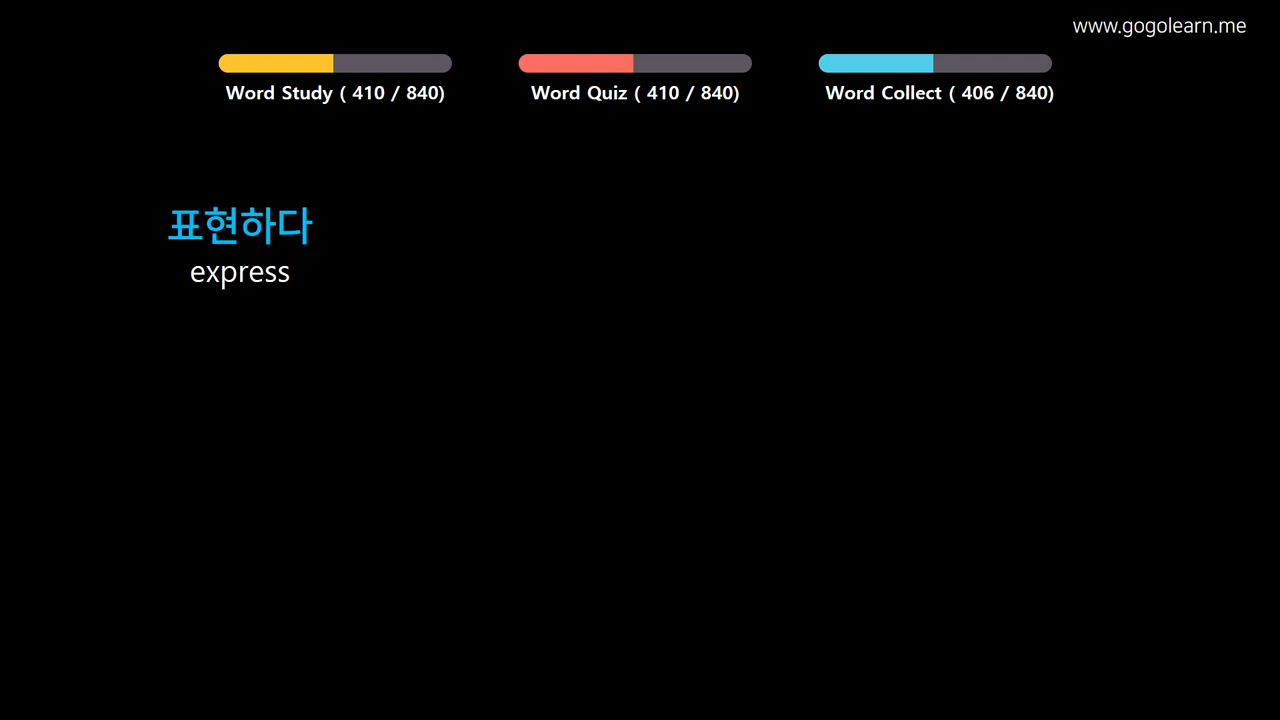 www.gogolearn.me
Word Study ( 410 / 840)
Word Quiz ( 410 / 840)
Word Collect ( 406 / 840)
표현하다
express